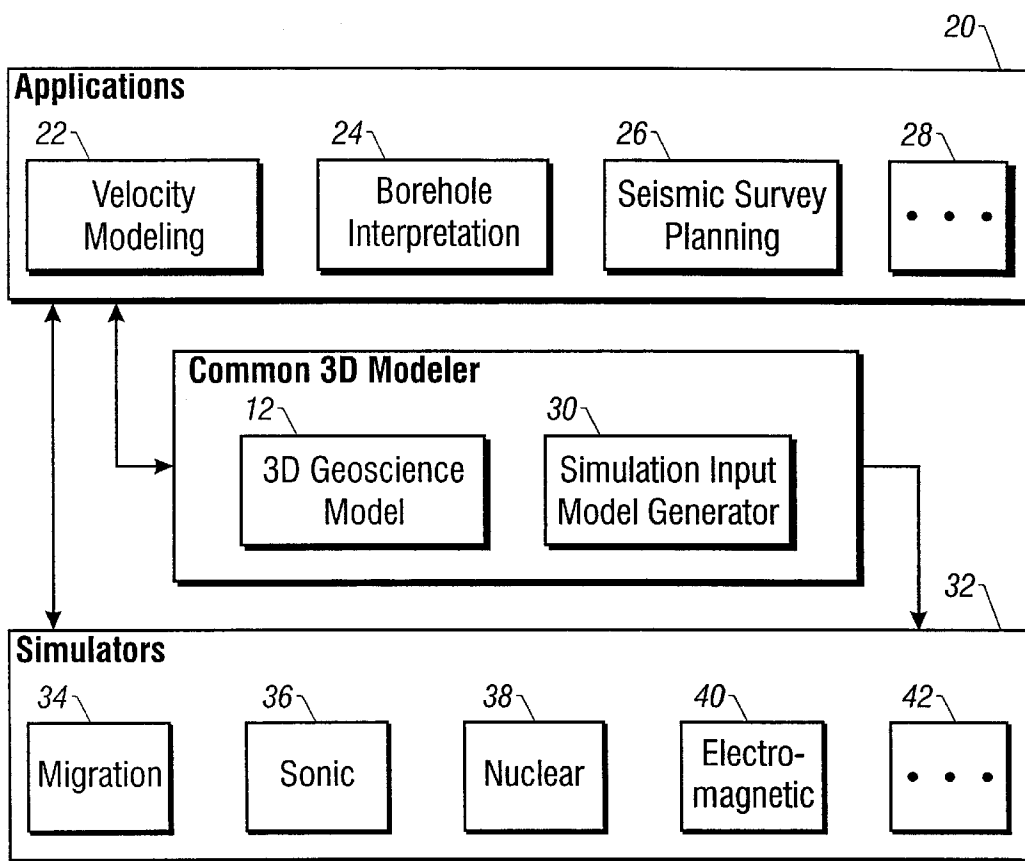 20
Applications
22
24
26
28
Velocity
Modeling
Borehole
Interpretation
Seismic Survey
Planning
• • •
Common 3D Modeler
12
30
3D Geoscience
Model
Simulation Input
Model Generator
32
Simulators
34
36
38
40
42
Migration
Sonic
Nuclear
Electro-
magnetic
• • •